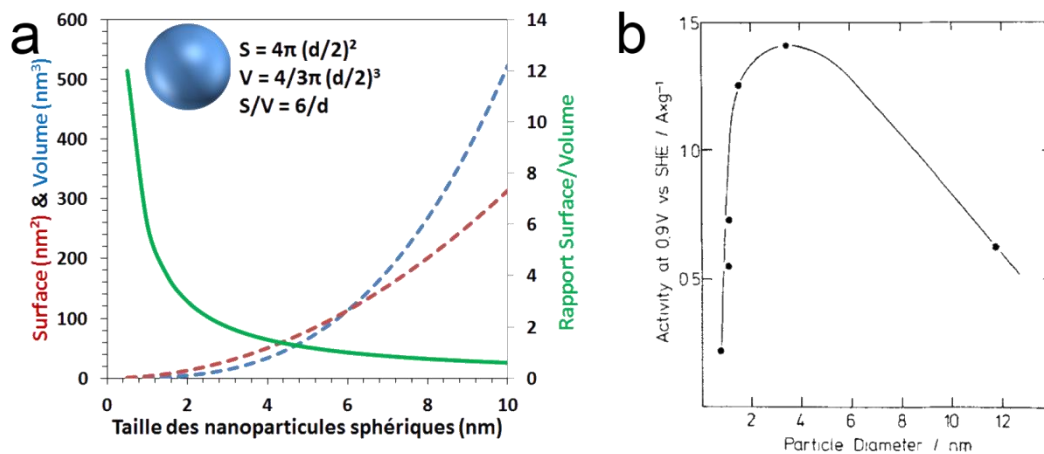 a
S = 4π (d/2)²
V = 4/3π (d/2)³
S/V = 6/d
Surface (nm²) & Volume (nm³)
600
500
400
300
200
100
0
14
12
10
8
6
4
2
0
Rapport Surface/Volume
0 2 4 6 8 10
Taille des nanoparticules sphériques (nm)
b
Activity at 0.9V vs SHE / A×g⁻¹
15
1.0
05
2 4 6 8 10 12
Particle Diameter / nm